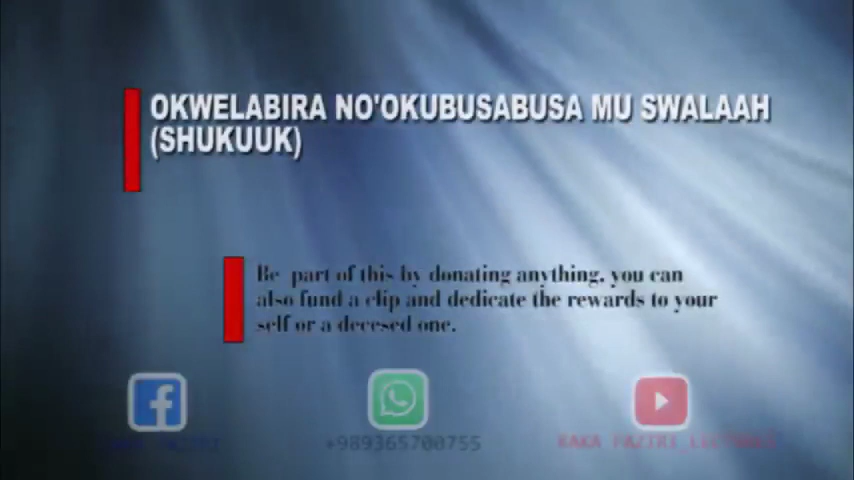 OKWELABIRA NO'OKUBUSABUSA MU SWALAAH
(SHUKUUK)
Be part of this by donating anything. you can
also fund a clip and dedicate the rewards to your
self or a decesed one.
+989365700755